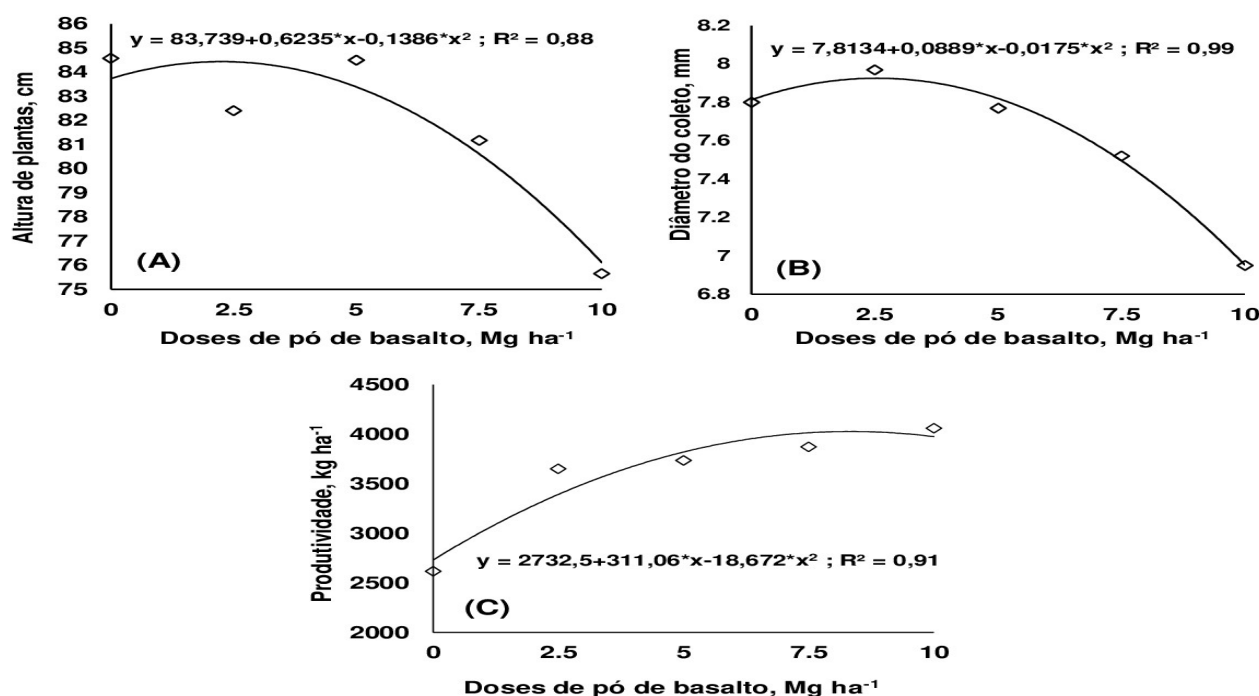 y = 83,739+0,6235*x-0,1386*x² ; R² = 0,88
Altura de plantas, cm
86
85
84
83
82
81
80
79
78
77
76
75
(A)
0 2.5 5 7.5 10
Doses de pó de basalto, Mg ha⁻¹
y = 7,8134+0,0889*x-0,0175*x² ; R² = 0,99
Diâmetro do coleto, mm
8.2
8
7.8
7.6
7.4
7.2
7
6.8
(B)
0 2.5 5 7.5 10
Doses de pó de basalto, Mg ha⁻¹
Produtividade, kg ha⁻¹
4500
4000
3500
3000
2500
2000
y = 2732,5+311,06*x-18,672*x² ; R² = 0,91
(C)
0 2.5 5 7.5 10
Doses de pó de basalto, Mg ha⁻¹